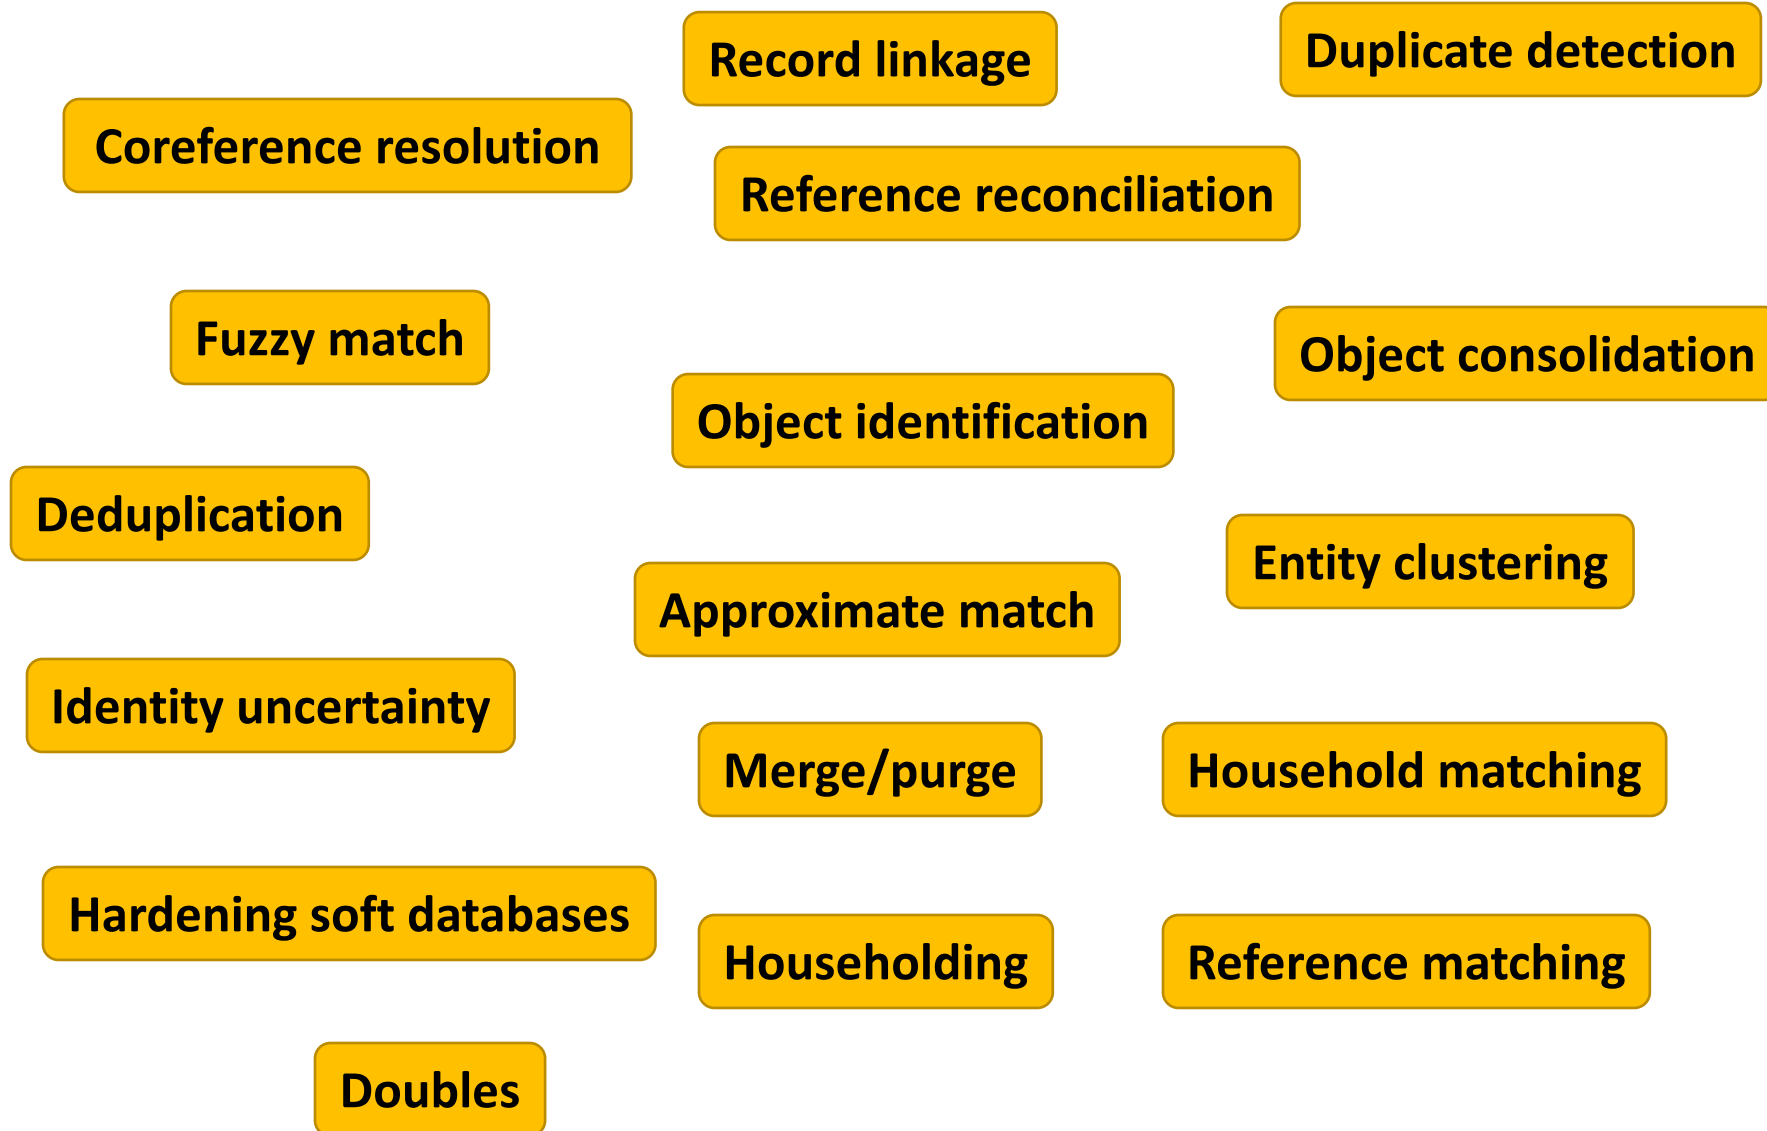 Record linkage
Duplicate detection
Coreference resolution
Reference reconciliation
Fuzzy match
Object consolidation
Object identification
Deduplication
Entity clustering
Approximate match
Identity uncertainty
Merge/purge
Household matching
Hardening soft databases
Householding
Reference matching
Doubles